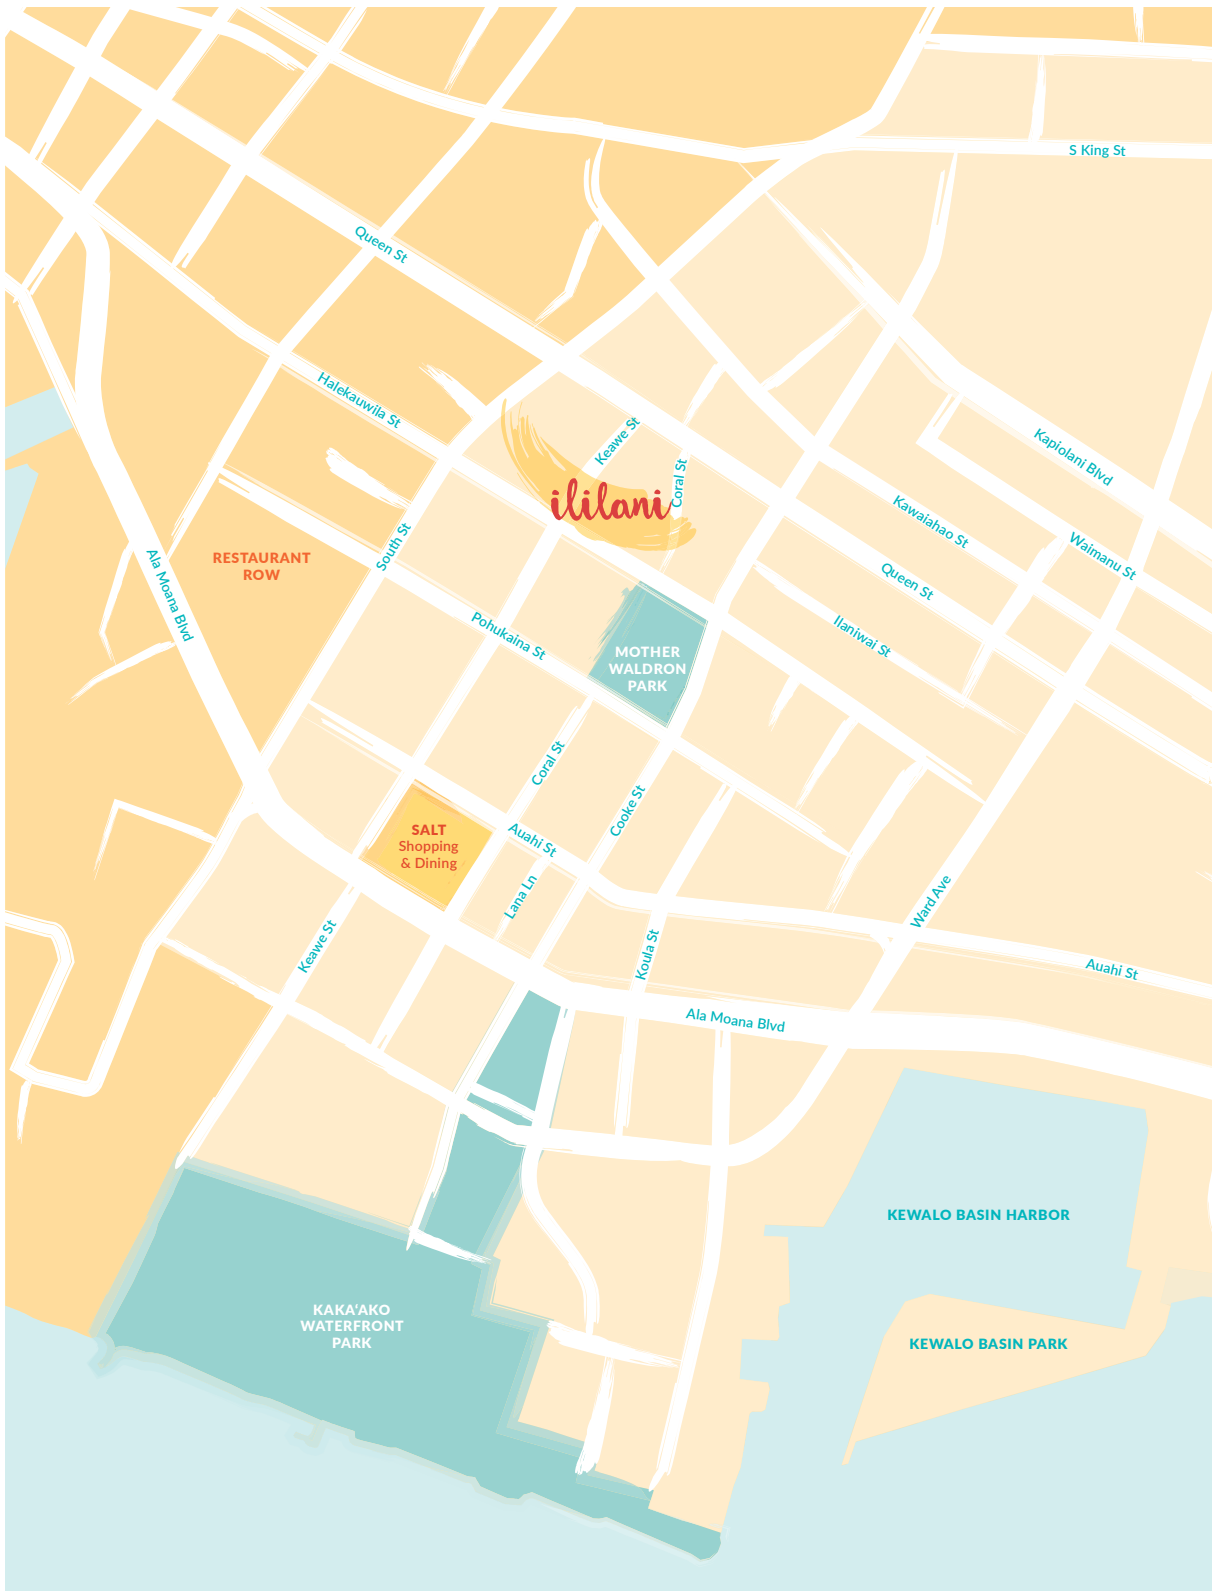 S King St
Queen St
Halekauwila St
Keawe St
Coral St
ililani
Kapiolani Blvd
Kawaiahao St
Waimanu St
Queen St
Ilaniwai St
South St
Ala Moana Blvd
RESTAURANT
ROW
Pohukaina St
MOTHER
WALDRON
PARK
Coral St
Cooke St
SALT
Shopping
& Dining
Auahi St
Lana Ln
Keawe St
Koula St
Ward Ave
Auahi St
Ala Moana Blvd
KEWALO BASIN HARBOR
KAKA‘AKO
WATERFRONT
PARK
KEWALO BASIN PARK